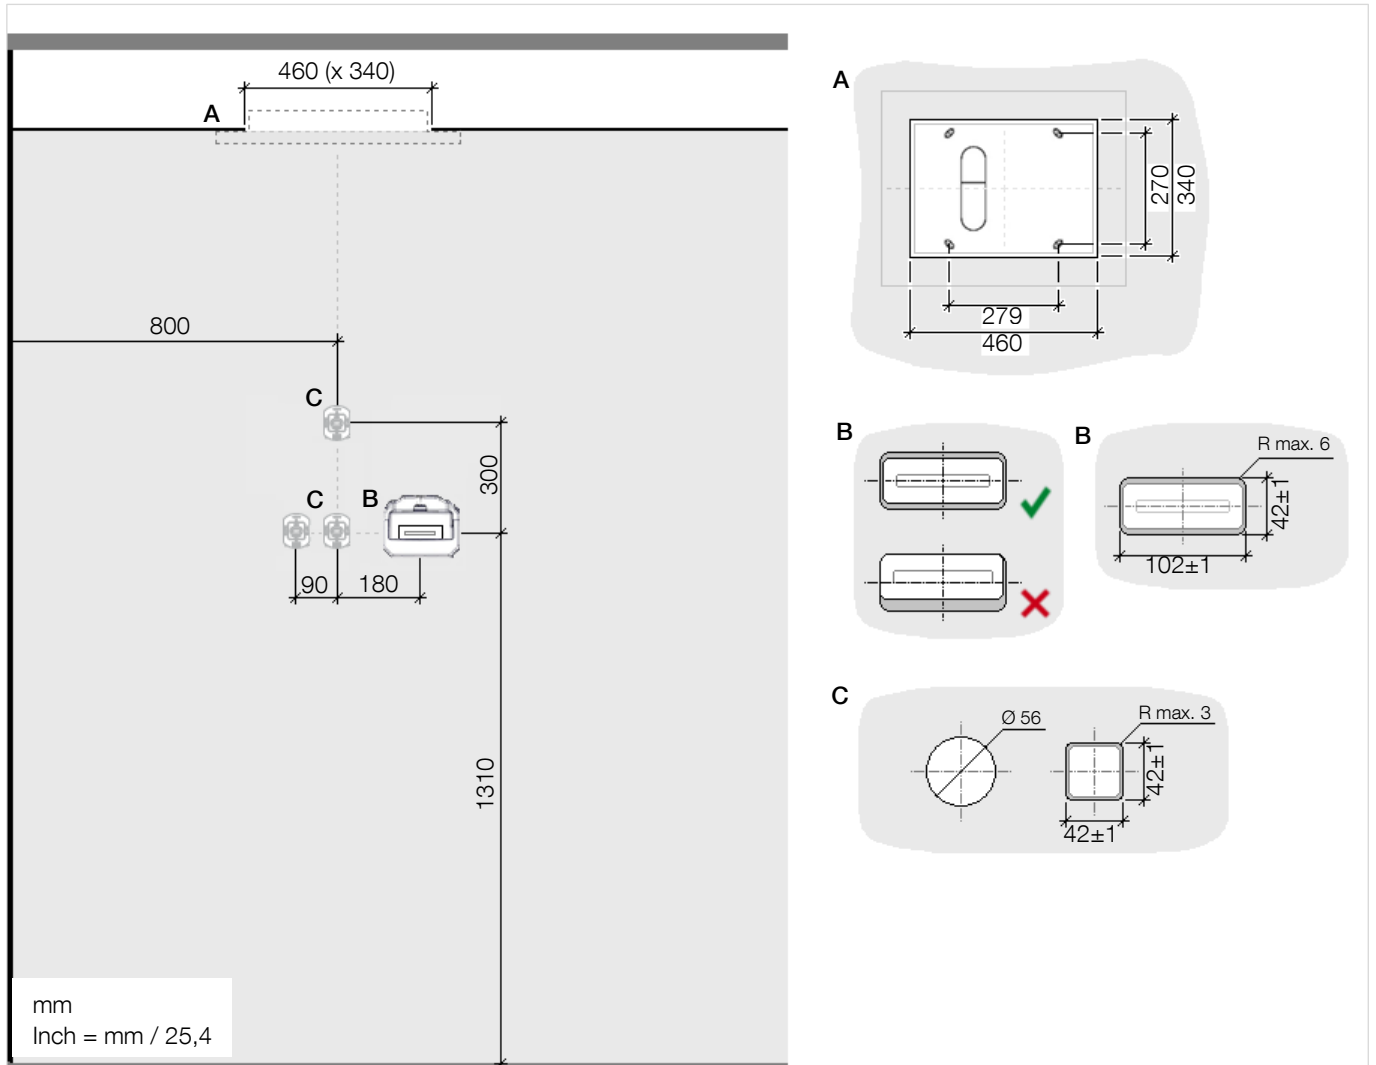 460 (x 340)
A
800
C
300
C
B
90
180
1310
mm
Inch = mm / 25,4
A
270
340
279
460
B
B
R max. 6
42±1
102±1
C
Ø 56
R max. 3
42±1
42±1